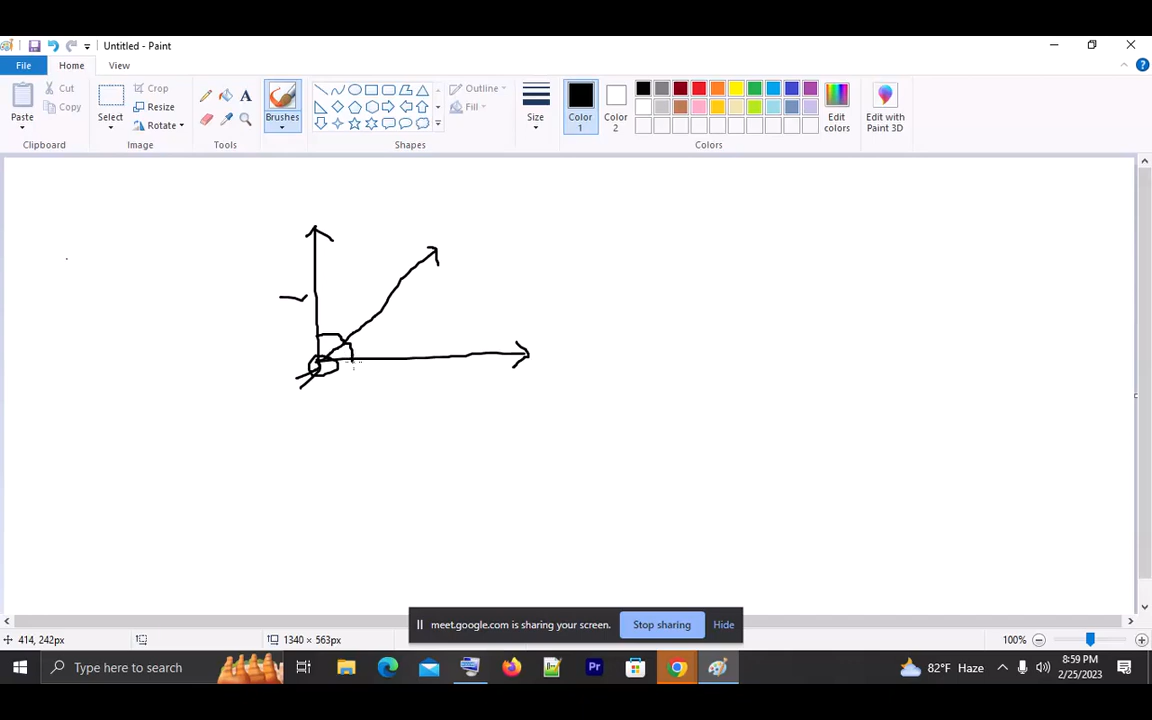 Untitled - Paint
File Home View
Paste
Cut
Copy
Clipboard
Select
Crop
Resize
Rotate
Image
A
Tools
Brushes
Outline
Fill
Shapes
Size
Color 1
Color 2
Edit colors
Colors
Edit with Paint 3D
meet.google.com is sharing your screen. Stop sharing Hide
414, 242px 1340 × 563px 100%
Type here to search
Pr
82°F Haze
8:59 PM
2/25/2023